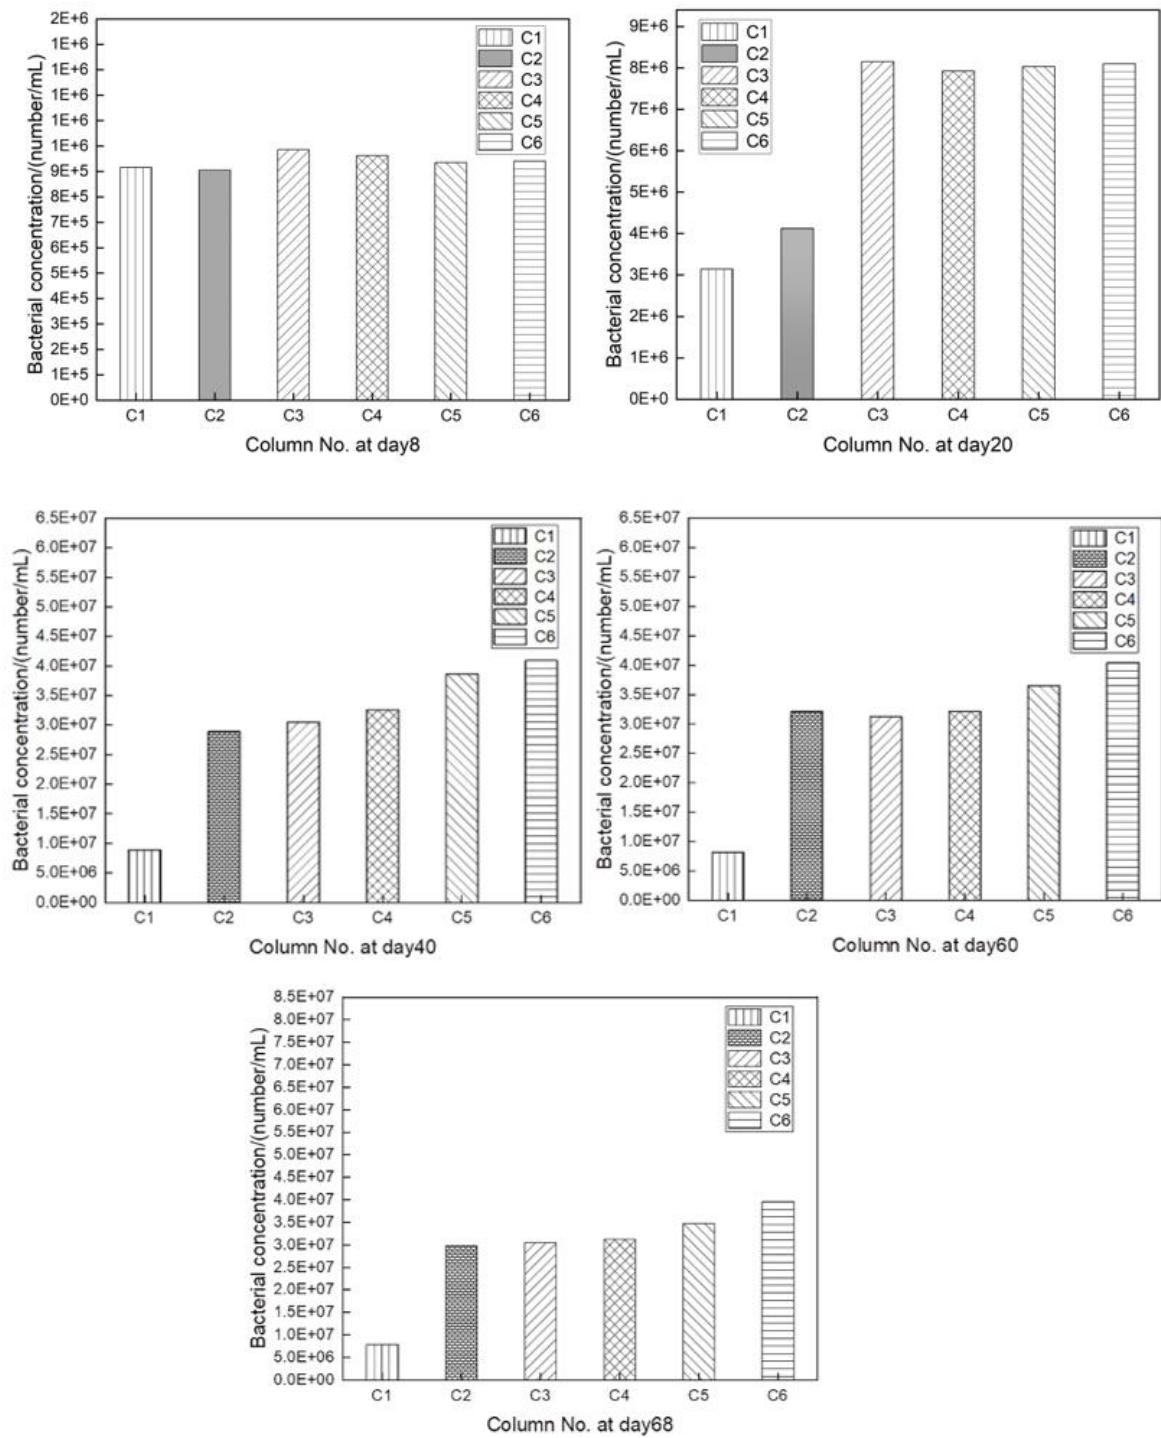 Bacterial concentration/(number/mL)
2E+6
1E+6
1E+6
1E+6
1E+6
1E+6
9E+5
8E+5
7E+5
6E+5
5E+5
4E+5
3E+5
2E+5
1E+5
0E+0
C1
C2
C3
C4
C5
C6
C1 C2 C3 C4 C5 C6
Column No. at day8
Bacterial concentration/(number/mL)
9E+6
8E+6
7E+6
6E+6
5E+6
4E+6
3E+6
2E+6
1E+6
0E+0
C1
C2
C3
C4
C5
C6
C1 C2 C3 C4 C5 C6
Column No. at day20
Bacterial concentration/(number/mL)
6.5E+07
6.0E+07
5.5E+07
5.0E+07
4.5E+07
4.0E+07
3.5E+07
3.0E+07
2.5E+07
2.0E+07
1.5E+07
1.0E+07
5.0E+06
0.0E+00
C1
C2
C3
C4
C5
C6
C1 C2 C3 C4 C5 C6
Column No. at day40
Bacterial concentration/(number/mL)
6.5E+07
6.0E+07
5.5E+07
5.0E+07
4.5E+07
4.0E+07
3.5E+07
3.0E+07
2.5E+07
2.0E+07
1.5E+07
1.0E+07
5.0E+06
0.0E+00
C1
C2
C3
C4
C5
C6
C1 C2 C3 C4 C5 C6
Column No. at day60
Bacterial concentration/(number/mL)
8.5E+07
8.0E+07
7.5E+07
7.0E+07
6.5E+07
6.0E+07
5.5E+07
5.0E+07
4.5E+07
4.0E+07
3.5E+07
3.0E+07
2.5E+07
2.0E+07
1.5E+07
1.0E+07
5.0E+06
0.0E+00
C1
C2
C3
C4
C5
C6
C1 C2 C3 C4 C5 C6
Column No. at day68